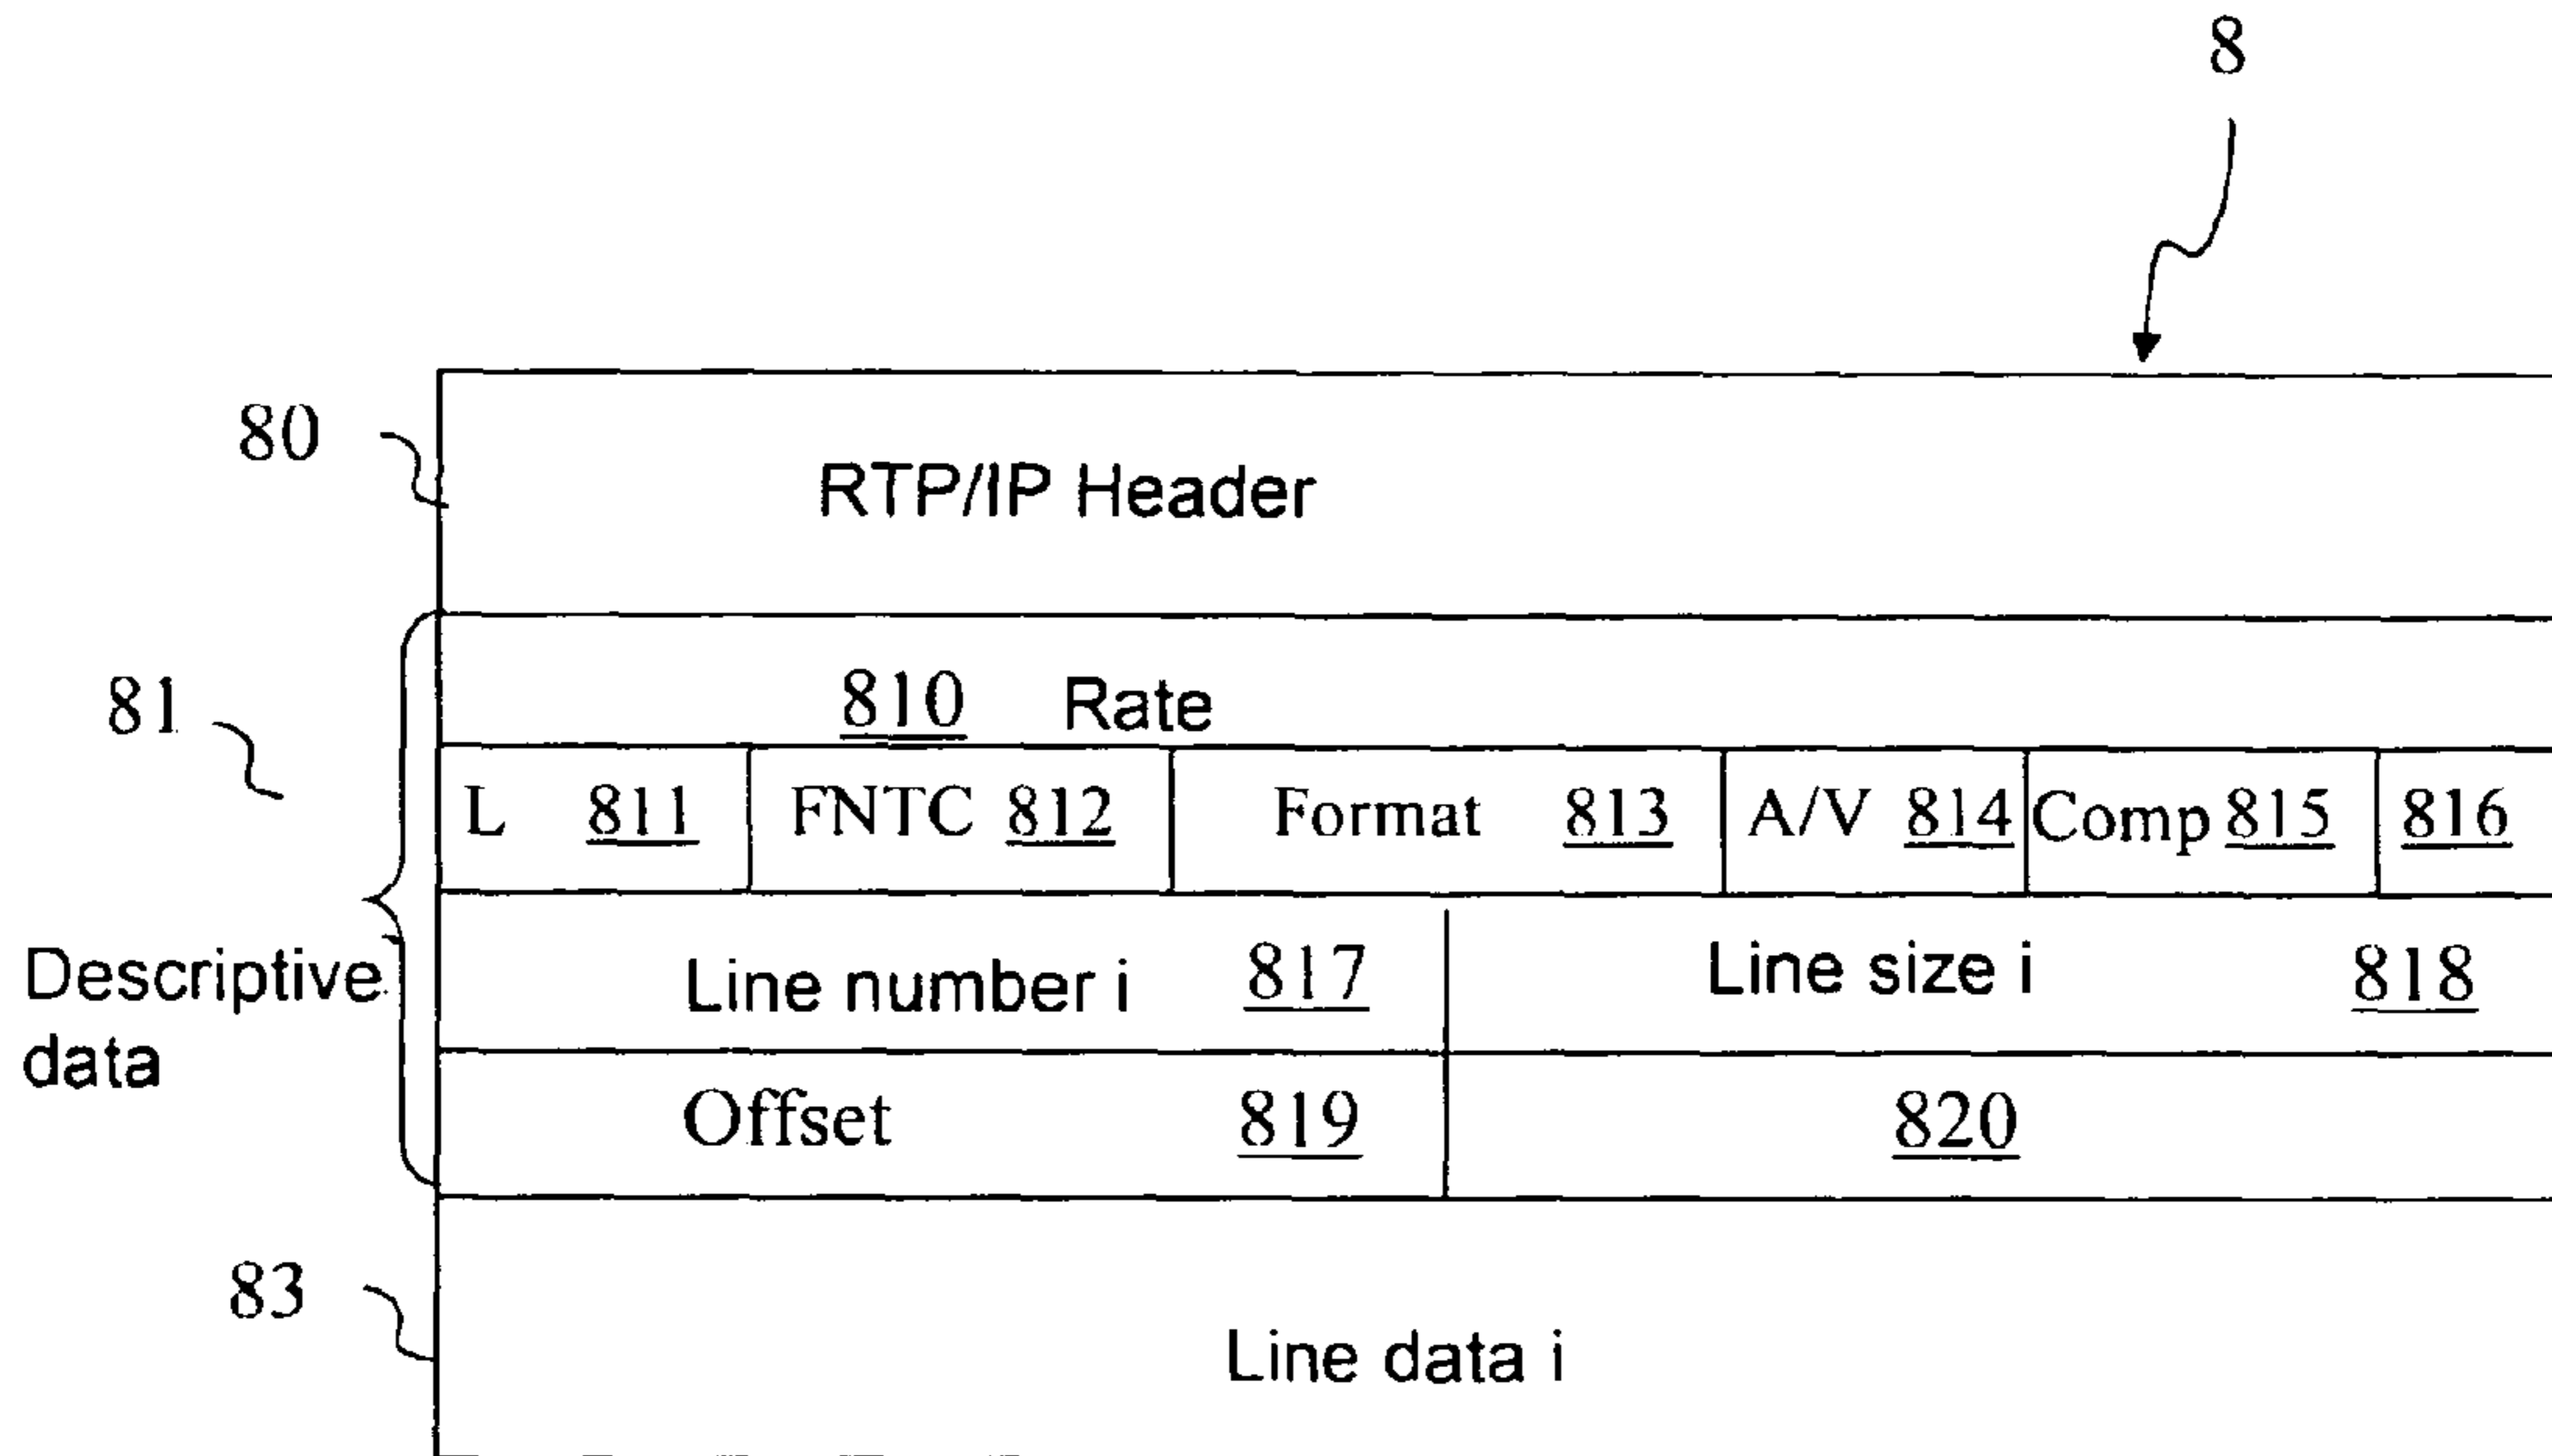 8
80
RTP/IP Header
81
810 Rate
L 811 FNTC 812 Format 813 A/V 814 Comp 815 816
Descriptive data
Line number i 817 Line size i 818
Offset 819 820
83
Line data i